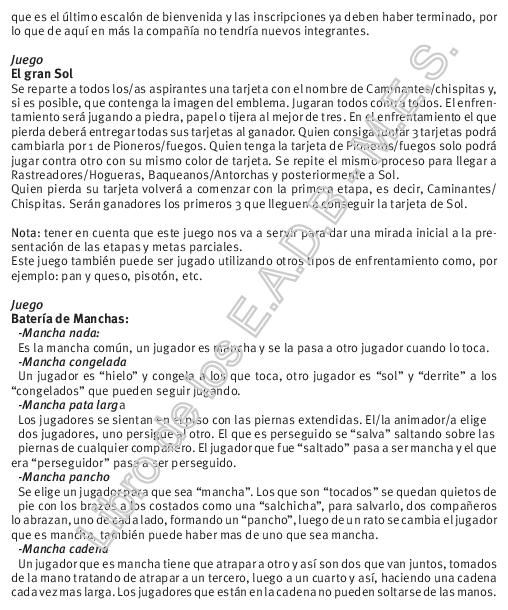 que es el último escalón de bienvenida y las inscripciones ya deben haber terminado, por
lo que de aquí en más la compañía no tendría nuevos integrantes.
Juego
El gran Sol
Se reparte a todos los/as aspirantes una tarjeta con el nombre de Caminantes/chispitas y,
si es posible, que contenga la imagen del emblema. Jugaran todos contra todos. El enfren-
tamiento será jugando a piedra, papel o tijera al mejor de tres. En el enfrentamiento el que
pierda deberá entregar todas sus tarjetas al ganador. Quien consiga juntar 3 tarjetas podrá
cambiarla por 1 de Pioneros/fuegos. Quien tenga la tarjeta de Pioneros/fuegos solo podrá
jugar contra otro con su mismo color de tarjeta. Se repite el mismo proceso para llegar a
Rastreadores/Hogueras, Baqueanos/Antorchas y posteriormente a Sol.
Quien pierda su tarjeta volverá a comenzar con la primera etapa, es decir, Caminantes/
Chispitas. Serán ganadores los primeros 3 que lleguen a conseguir la tarjeta de Sol.
Nota: tener en cuenta que este juego nos va a servir para dar una mirada inicial a la pre-
sentación de las etapas y metas parciales.
Este juego también puede ser jugado utilizando otros tipos de enfrentamiento como, por
ejemplo: pan y queso, pisotón, etc.
Juego
Batería de Manchas:
-Mancha nada:
Es la mancha común, un jugador es mancha y se la pasa a otro jugador cuando lo toca.
-Mancha congelada
Un jugador es “hielo” y congela a los que toca, otro jugador es “sol” y “derrite” a los
“congelados” que pueden seguir jugando.
-Mancha pata larga
Los jugadores se sientan en el piso con las piernas extendidas. El/la animador/a elige
dos jugadores, uno persigue al otro. El que es perseguido se “salva” saltando sobre las
piernas de cualquier compañero. El jugador que fue “saltado” pasa a ser mancha y el que
era “perseguidor” pasa a ser perseguido.
-Mancha pancho
Se elige un jugador para que sea “mancha”. Los que son “tocados” se quedan quietos de
pie con los brazos a los costados como una “salchicha”, para salvarlo, dos compañeros
lo abrazan, uno de cada lado, formando un “pancho”, luego de un rato se cambia el jugador
que es mancha, también puede haber mas de uno que sea mancha.
-Mancha cadena
Un jugador que es mancha tiene que atrapar a otro y así son dos que van juntos, tomados
de la mano tratando de atrapar a un tercero, luego a un cuarto y así, haciendo una cadena
cada vez mas larga. Los jugadores que están en la cadena no pueden soltarse de las manos.
Libro de los E.A.D.B - M.E.S.